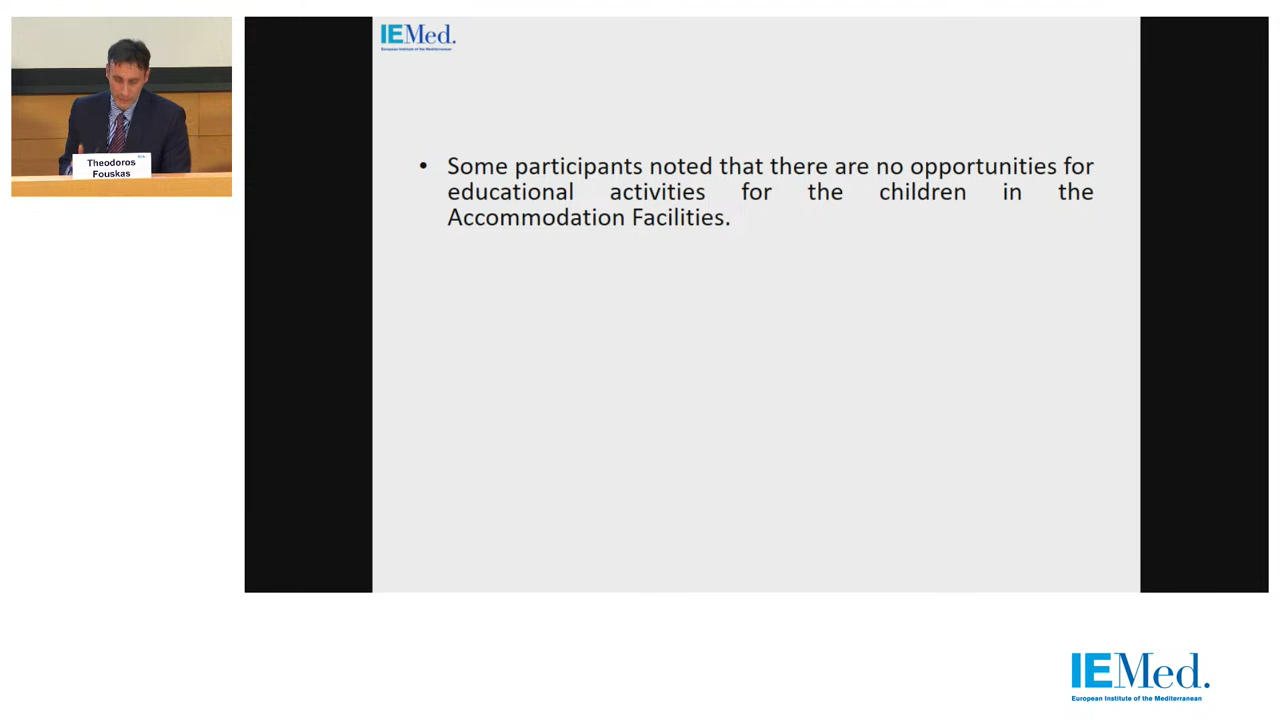 IEMed.
European Institute of the Mediterranean
Theodoros
Fouskas
• Some participants noted that there are no opportunities for
educational activities for the children in the
Accommodation Facilities.
IEMed.
European Institute of the Mediterranean